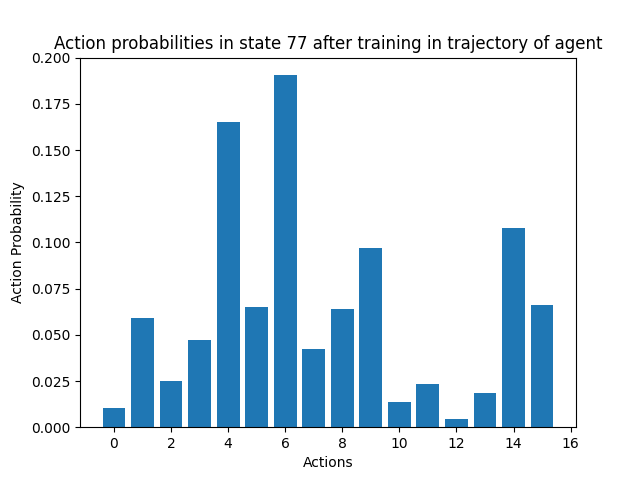 Action probabilities in state 77 after training in trajectory of agent
0.200
0.175
0.150
0.125
0.100
0.075
0.050
0.025
0.000
Action Probability
0 2 4 6 8 10 12 14 16
Actions